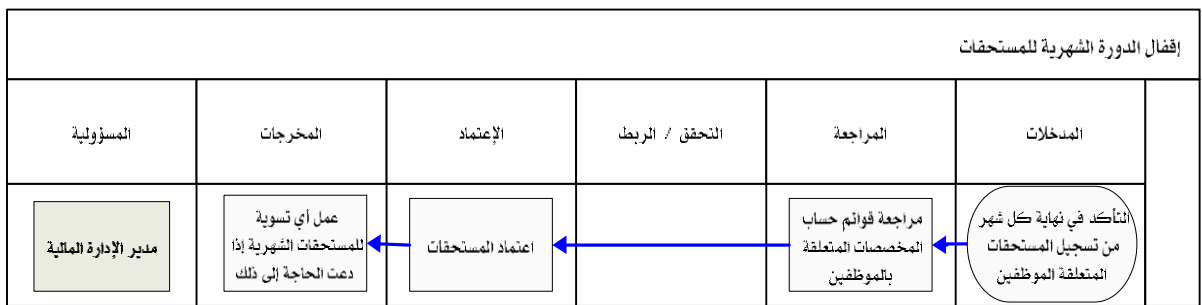 إقفال الدورة الشهرية للمستحقات
المدخلات
المراجعة
التحقق / الربط
الإعتماد
المخرجات
المسؤولية
التأكد في نهاية كل شهر
من تسجيل المستحقات
المتعلقة الموظفين
مراجعة قوائم حساب
المخصصات المتعلقة
بالموظفين
اعتماد المستحقات
عمل أي تسوية
للمستحقات الشهرية إذا
دعت الحاجة إلى ذلك
مدير الإدارة المالية